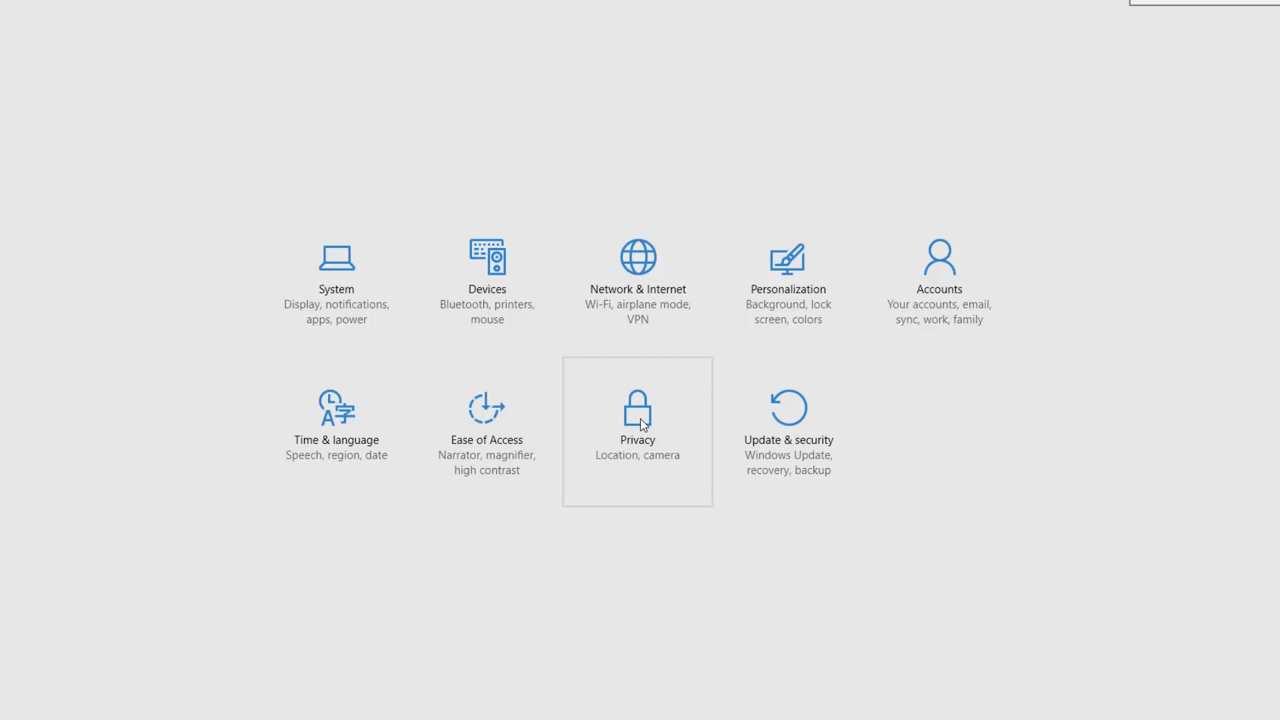 System
Display, notifications,
apps, power
Devices
Bluetooth, printers,
mouse
Network & Internet
Wi-Fi, airplane mode,
VPN
Personalization
Background, lock
screen, colors
Accounts
Your accounts, email,
sync, work, family
Time & language
Speech, region, date
Ease of Access
Narrator, magnifier,
high contrast
Privacy
Location, camera
Update & security
Windows Update,
recovery, backup